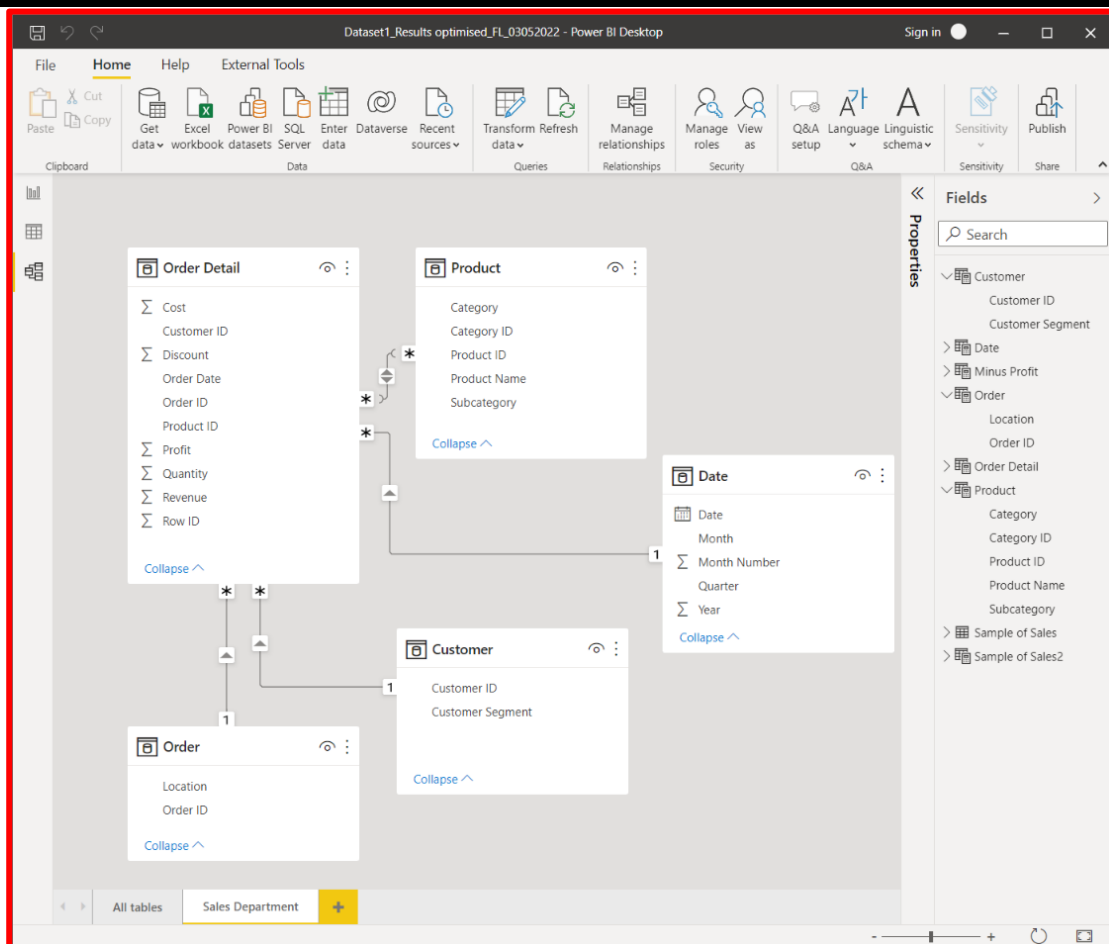 Dataset1_Results optimised_FL_03052022 - Power BI Desktop
Sign in
File Home Help External Tools
Paste
Cut
Copy
Clipboard
Get data
Excel workbook
Power BI datasets
SQL Server
Enter data
Dataverse
Recent sources
Data
Transform data
Refresh
Queries
Manage relationships
Relationships
Manage roles
View as
Security
Q&A setup
Language
Linguistic schema
Q&A
Sensitivity
Sensitivity
Publish
Share
Order Detail
Σ Cost
Customer ID
Σ Discount
Order Date
Order ID
Product ID
Σ Profit
Σ Quantity
Σ Revenue
Σ Row ID
Collapse
*
*
*
*
Product
Category
Category ID
Product ID
Product Name
Subcategory
Collapse
*
Date
Date
Month
Σ Month Number
Quarter
Σ Year
Collapse
1
Customer
Customer ID
Customer Segment
Collapse
1
1
Order
Location
Order ID
Collapse
Properties
Fields
Search
Customer
Customer ID
Customer Segment
Date
Minus Profit
Order
Location
Order ID
Order Detail
Product
Category
Category ID
Product ID
Product Name
Subcategory
Sample of Sales
Sample of Sales2
All tables
Sales Department
+
- +